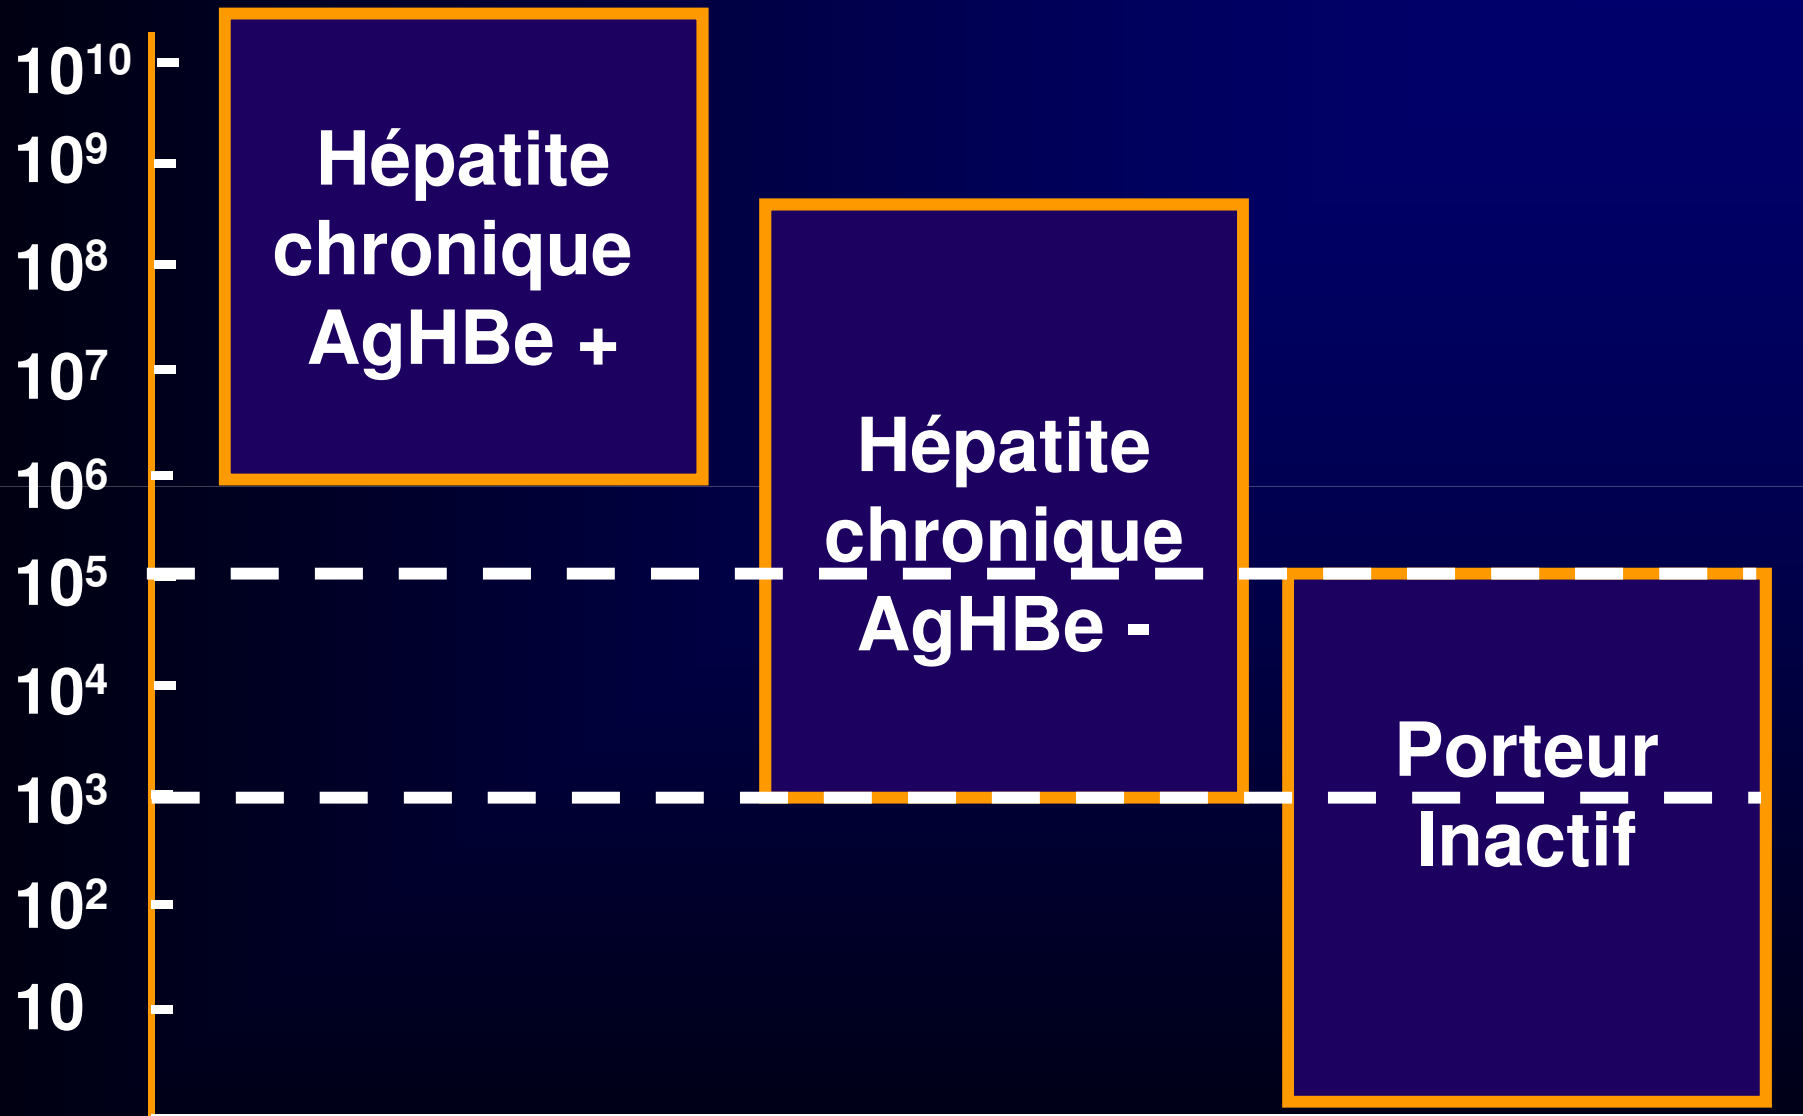 10¹⁰
10⁹
10⁸
10⁷
10⁶
10⁵
10⁴
10³
10²
10
Hépatite
chronique
AgHBe +
Hépatite
chronique
AgHBe -
Porteur
Inactif